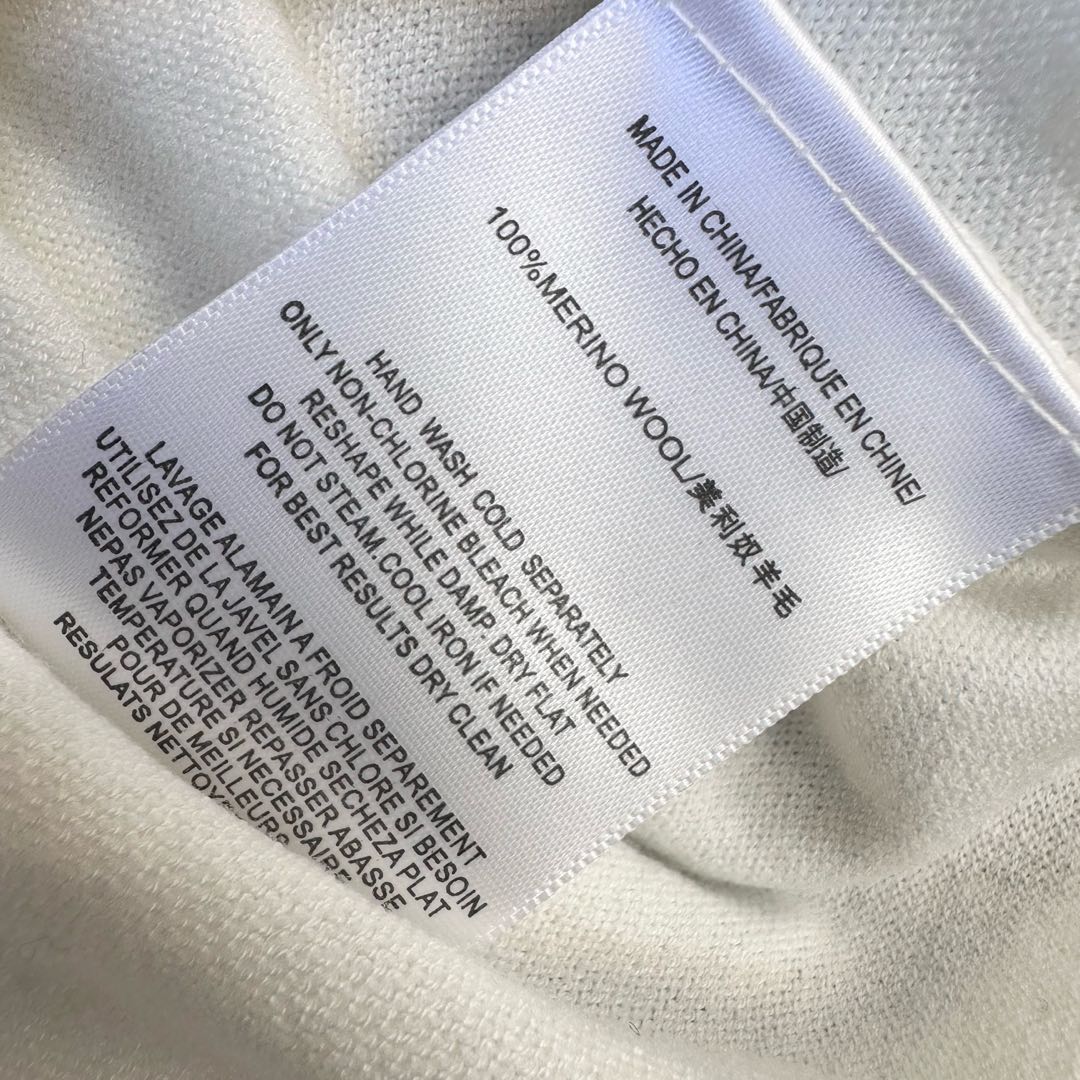 MADE IN CHINA/FABRIQUE EN CHINE/
HECHO EN CHINA/中国制造/
100%MERINO WOOL/美利奴羊毛
HAND WASH COLD SEPARATELY
ONLY NON-CHLORINE BLEACH WHEN NEEDED
RESHAPE WHILE DAMP. DRY FLAT
DO NOT STEAM.COOL IRON IF NEEDED
FOR BEST RESULTS DRY CLEAN
LAVAGE ALAMAIN A FROID SEPAREMENT
UTILISEZ DE LA JAVEL SANS CHLORE SI BESOIN
REFORMER QUAND HUMIDE SECHEZA PLAT
NEPAS VAPORIZER REPASSER ABASSE
TEMPERATURE SI NECESSAIRE
POUR DE MEILLEURS
RESULATS